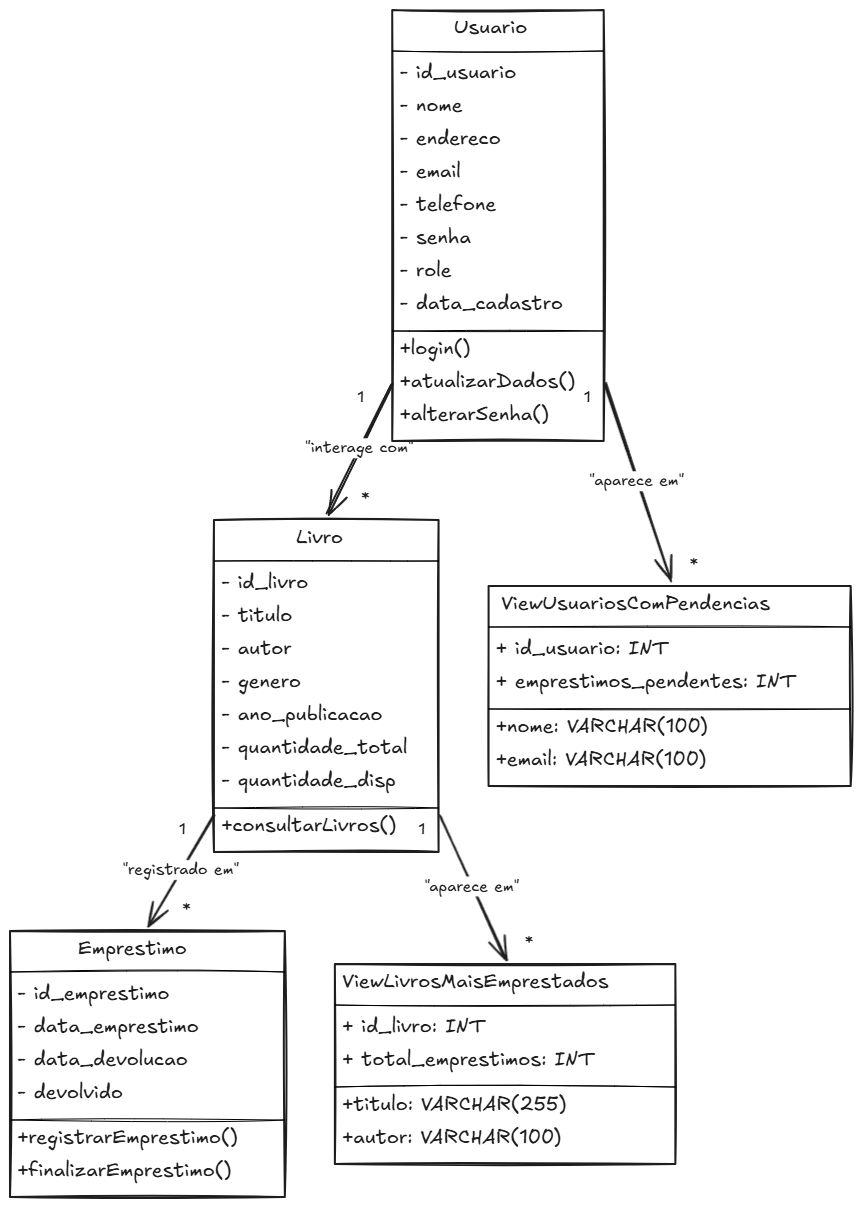 Usuario
- id_usuario
- nome
- endereco
- email
- telefone
- senha
- role
- data_cadastro
+login()
+atualizarDados()
+alterarSenha()
1
1
"interage com"
*
"aparece em"
*
Livro
- id_livro
- titulo
- autor
- genero
- ano_publicacao
- quantidade_total
- quantidade_disp
+consultarLivros()
ViewUsuariosComPendencias
+ id_usuario: INT
+ emprestimos_pendentes: INT
+nome: VARCHAR(100)
+email: VARCHAR(100)
1
1
"registrado em"
*
"aparece em"
*
Emprestimo
- id_emprestimo
- data_emprestimo
- data_devolucao
- devolvido
+registrarEmprestimo()
+finalizarEmprestimo()
ViewLivrosMaisEmprestados
+ id_livro: INT
+ total_emprestimos: INT
+titulo: VARCHAR(255)
+autor: VARCHAR(100)